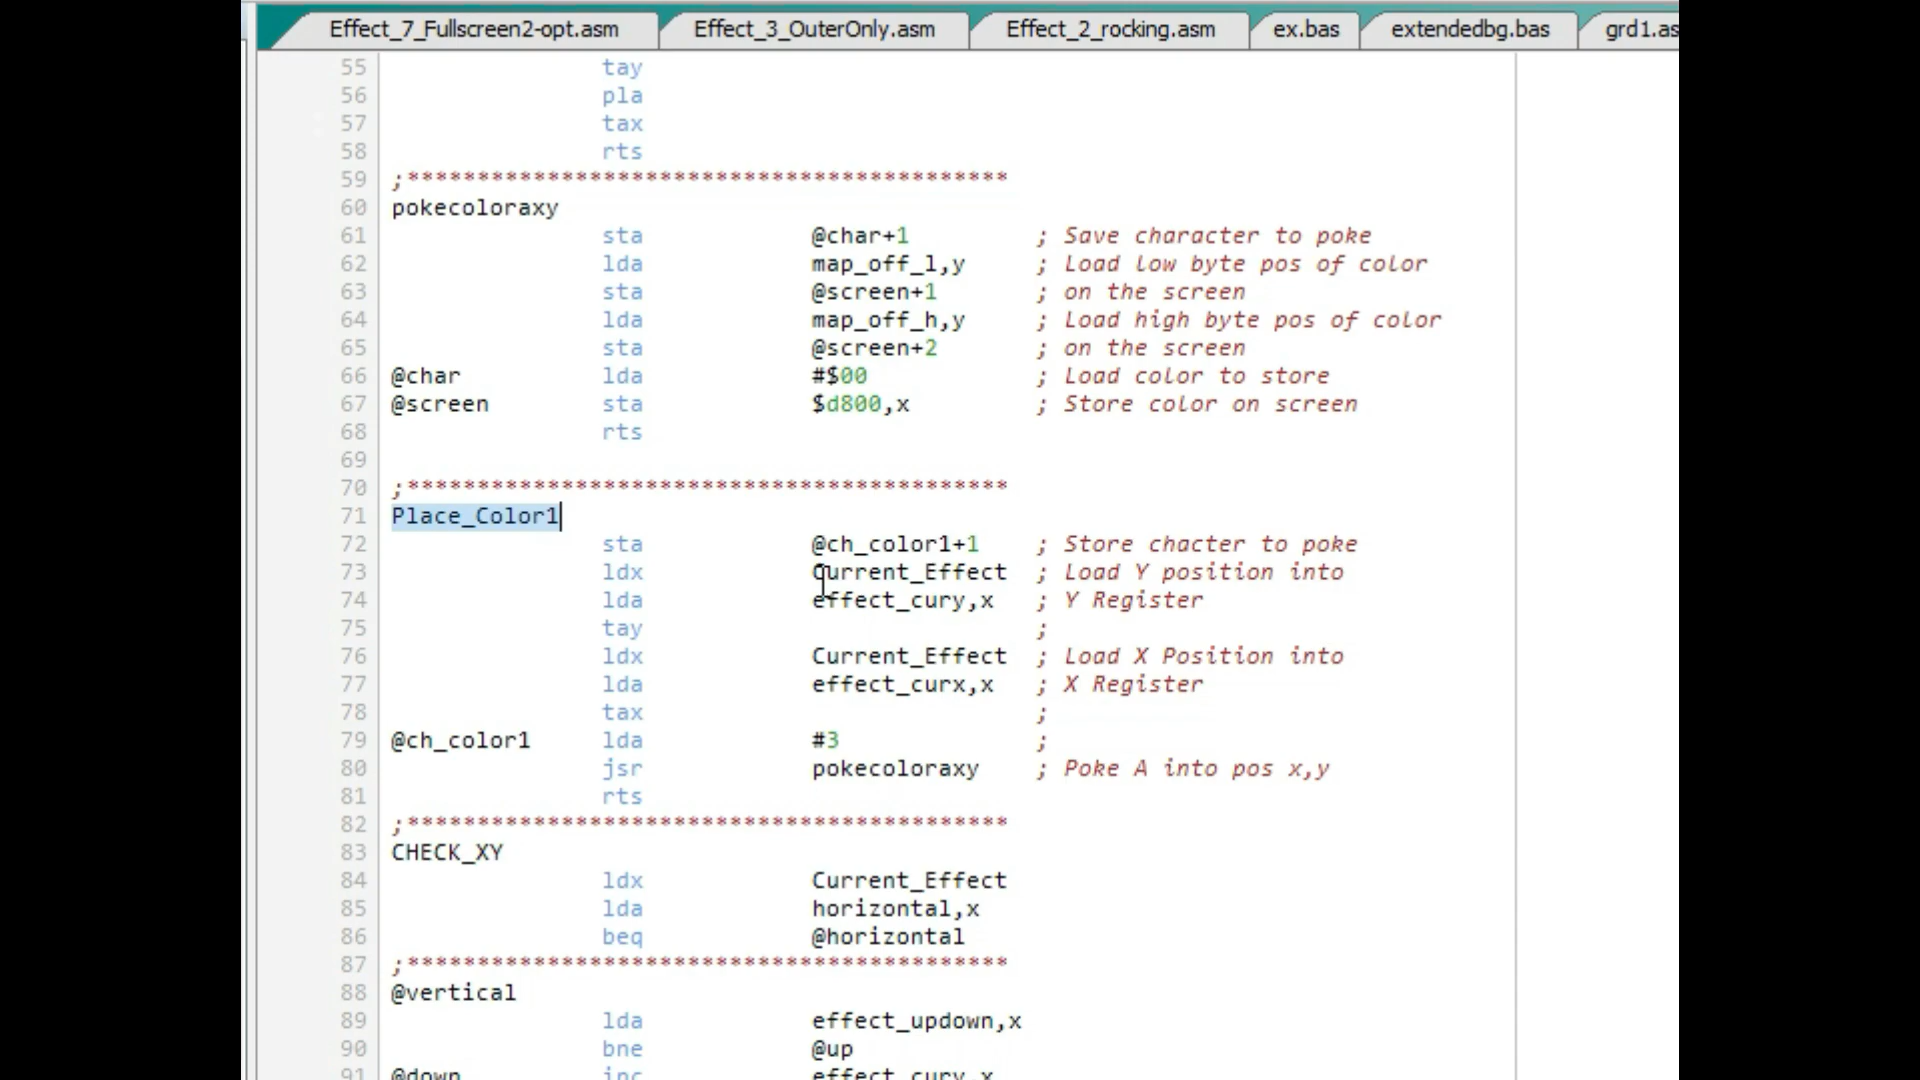 Effect_7_Fullscreen2-opt.asm Effect_3_OuterOnly.asm Effect_2_rocking.asm ex.bas extendedbg.bas grd1.as
55 tay
56 pla
57 tax
58 rts
59 ;*******************************************
60 pokecoloraxy
61 sta @char+1 ; Save character to poke
62 lda map_off_l,y ; Load low byte pos of color
63 sta @screen+1 ; on the screen
64 lda map_off_h,y ; Load high byte pos of color
65 sta @screen+2 ; on the screen
66 @char lda #$00 ; Load color to store
67 @screen sta $d800,x ; Store color on screen
68 rts
69
70 ;*******************************************
71 Place_Color1
72 sta @ch_color1+1 ; Store chacter to poke
73 ldx Current_Effect ; Load Y position into
74 lda effect_cury,x ; Y Register
75 tay ;
76 ldx Current_Effect ; Load X Position into
77 lda effect_curx,x ; X Register
78 tax ;
79 @ch_color1 lda #3 ;
80 jsr pokecoloraxy ; Poke A into pos x,y
81 rts
82 ;*******************************************
83 CHECK_XY
84 ldx Current_Effect
85 lda horizontal,x
86 beq @horizontal
87 ;*******************************************
88 @vertical
89 lda effect_updown,x
90 bne @up
91 @down inc effect_cury,x